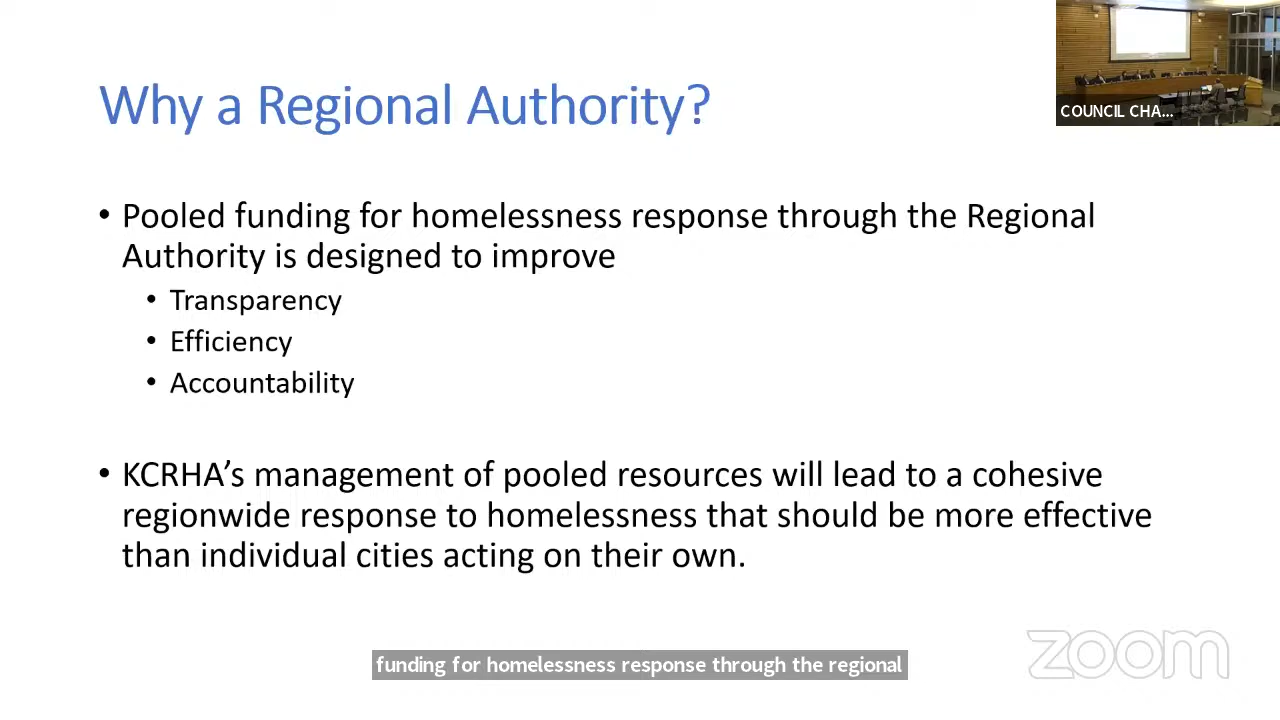 COUNCIL CHA...
Why a Regional Authority?
• Pooled funding for homelessness response through the Regional
Authority is designed to improve
• Transparency
• Efficiency
• Accountability
• KCRHA’s management of pooled resources will lead to a cohesive
regionwide response to homelessness that should be more effective
than individual cities acting on their own.
funding for homelessness response through the regional
zoom